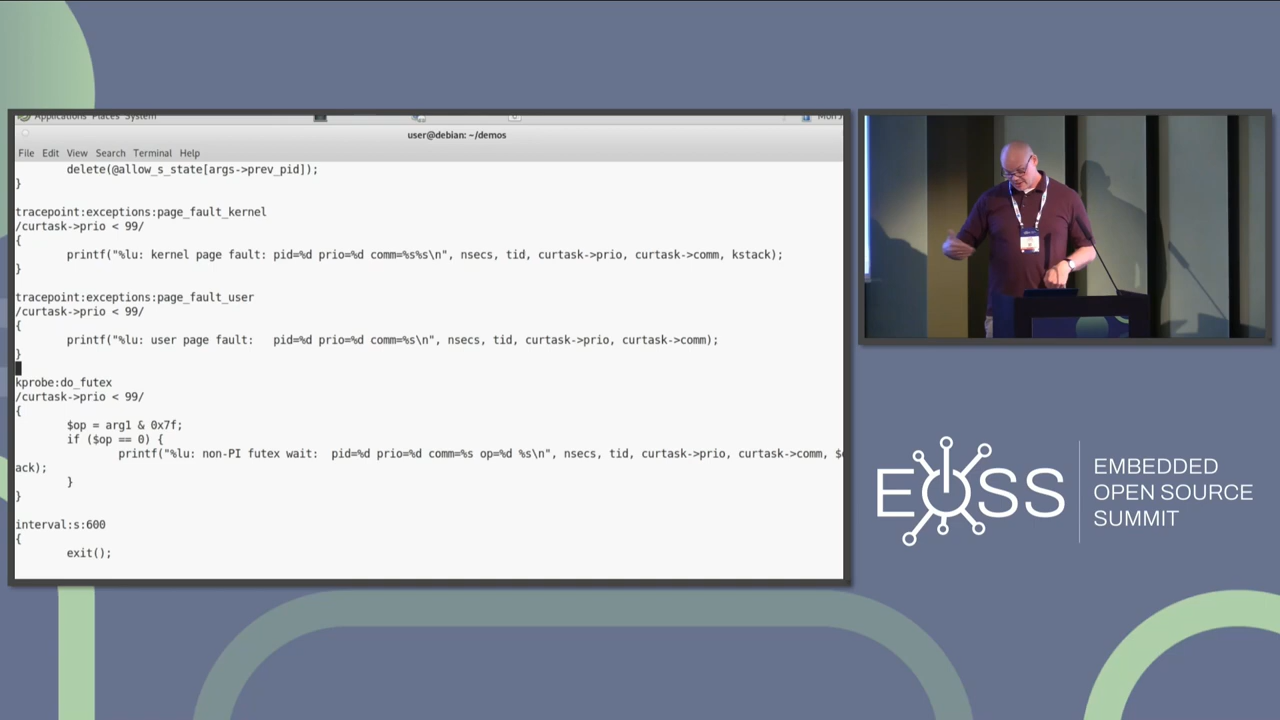 Applications Places System
Mon
user@debian: ~/demos
File Edit View Search Terminal Help
delete(@allow_s_state[args->prev_pid]);
}
tracepoint:exceptions:page_fault_kernel
/curtask->prio < 99/
{
printf("%lu: kernel page fault: pid=%d prio=%d comm=%s%s\n", nsecs, tid, curtask->prio, curtask->comm, kstack);
}
tracepoint:exceptions:page_fault_user
/curtask->prio < 99/
{
printf("%lu: user page fault:   pid=%d prio=%d comm=%s\n", nsecs, tid, curtask->prio, curtask->comm);
}
kprobe:do_futex
/curtask->prio < 99/
{
$op = arg1 & 0x7f;
if ($op == 0) {
printf("%lu: non-PI futex wait:  pid=%d prio=%d comm=%s op=%d %s\n", nsecs, tid, curtask->prio, curtask->comm,
ack);
}
}
interval:s:600
{
exit();
EOSS
EMBEDDED
OPEN SOURCE
SUMMIT